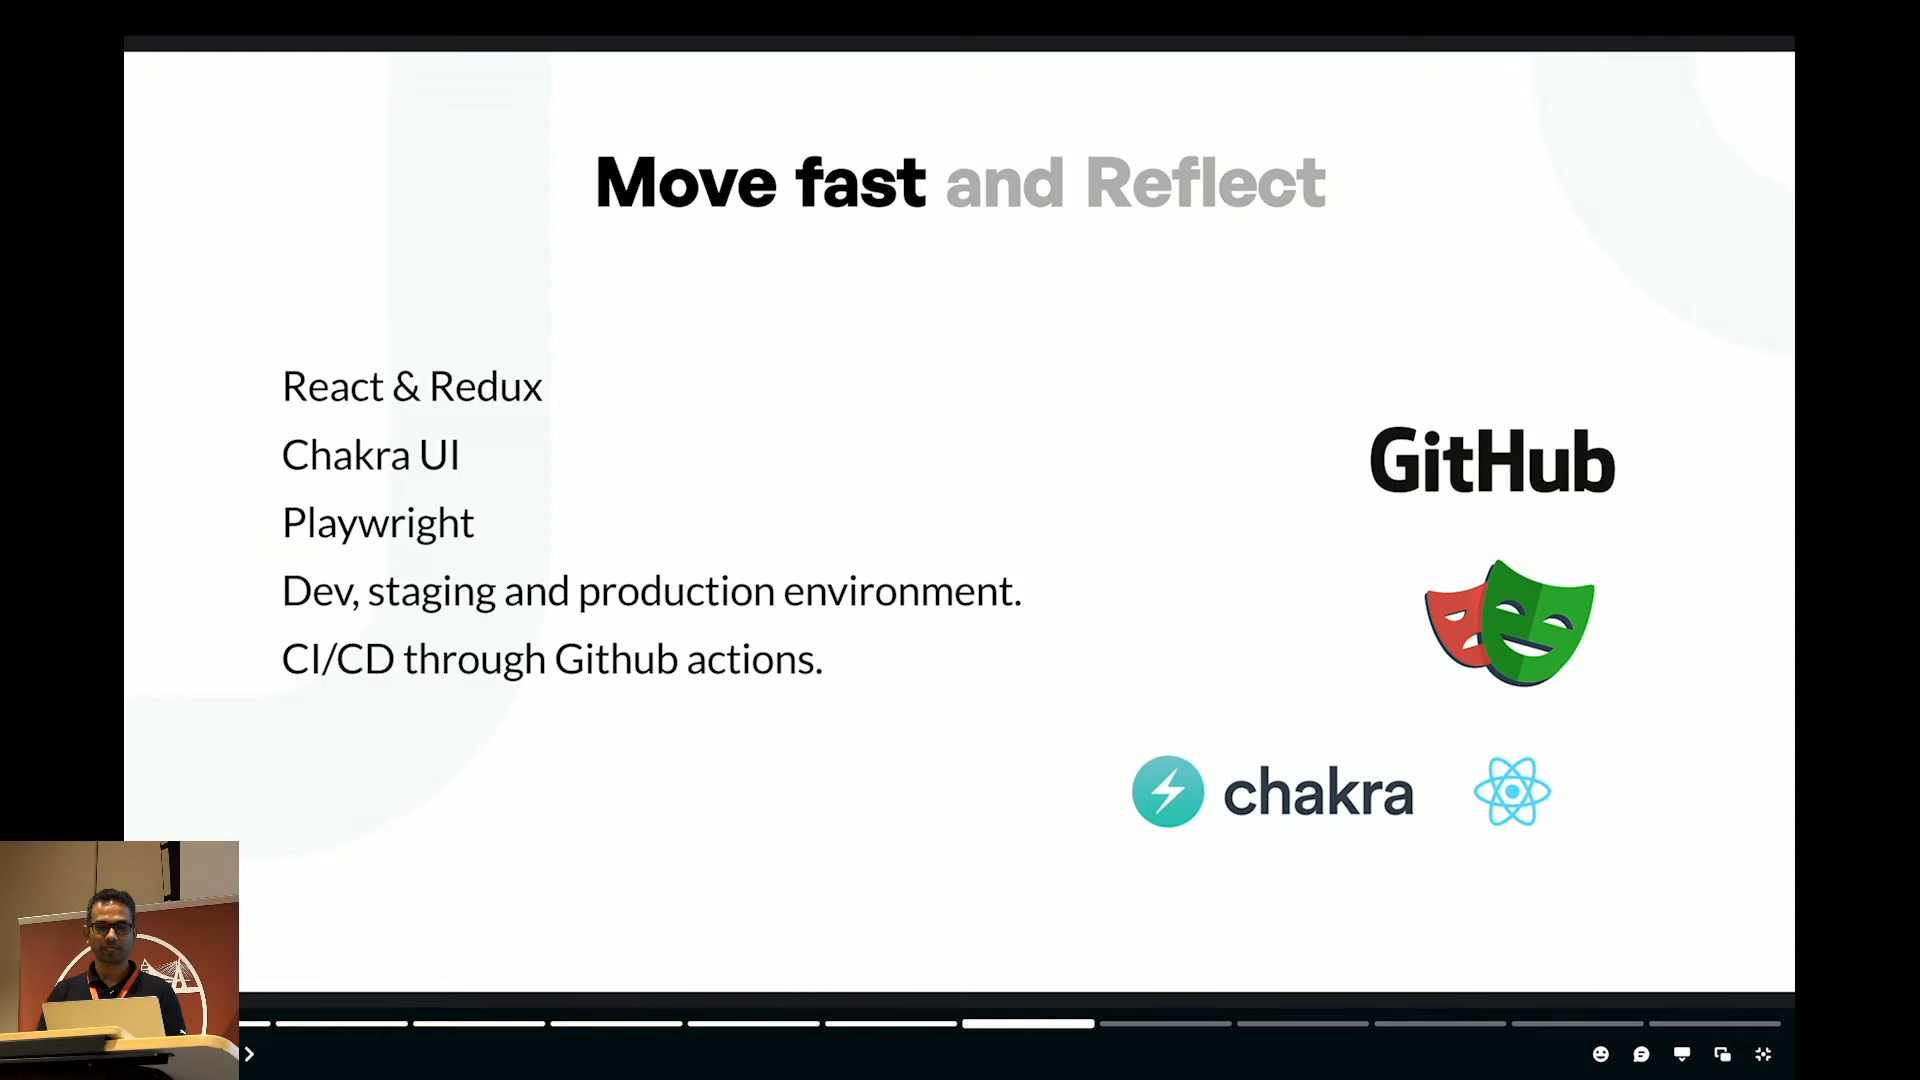 Move fast and Reflect
React & Redux
Chakra UI
Playwright
Dev, staging and production environment.
CI/CD through Github actions.
GitHub
chakra